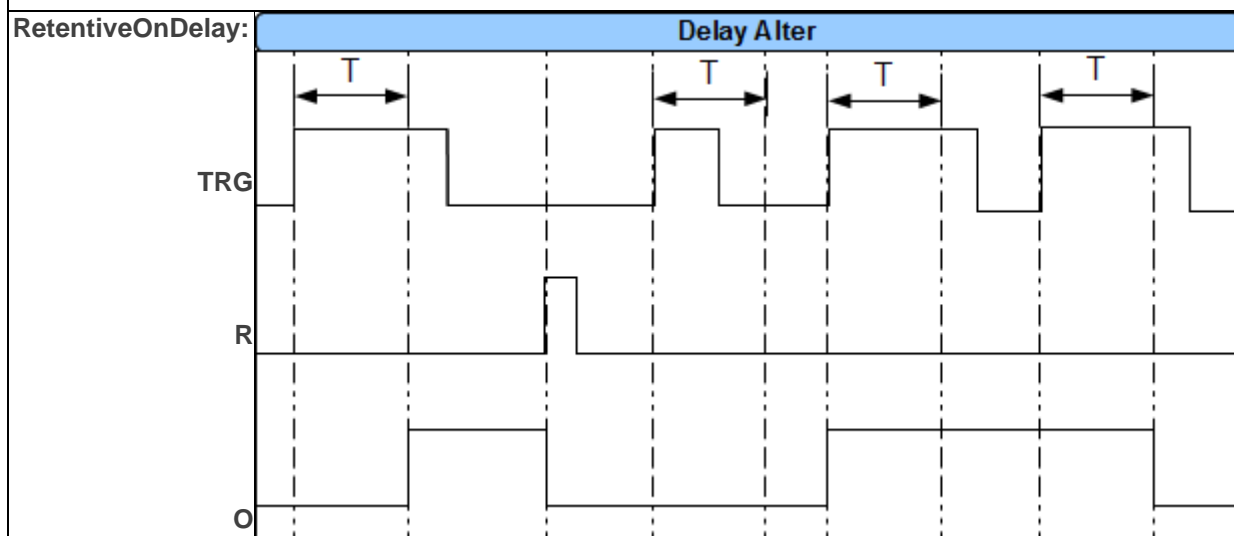 RetentiveOnDelay:
Delay Alter
T T T T
TRG
R
O